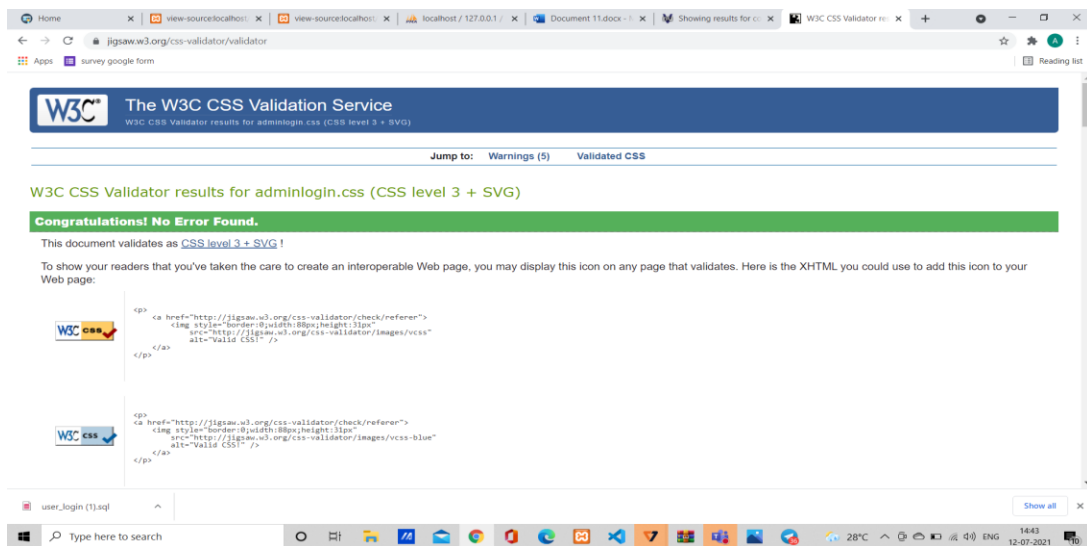 Home
view-source:localhost:
view-source:localhost:
localhost / 127.0.0.1 /
Document 11.docx -
Showing results for co
W3C CSS Validator res
jigsaw.w3.org/css-validator/validator
A
Apps
survey google form
Reading list
W3C®
The W3C CSS Validation Service
W3C CSS Validator results for adminlogin.css (CSS level 3 + SVG)
Jump to: Warnings (5) Validated CSS
W3C CSS Validator results for adminlogin.css (CSS level 3 + SVG)
Congratulations! No Error Found.
This document validates as CSS level 3 + SVG !
To show your readers that you've taken the care to create an interoperable Web page, you may display this icon on any page that validates. Here is the XHTML you could use to add this icon to your
Web page:
W3C css
<p>
<a href="http://jigsaw.w3.org/css-validator/check/referer">
<img style="border:0;width:88px;height:31px"
src="http://jigsaw.w3.org/css-validator/images/vcss"
alt="Valid CSS!" />
</a>
</p>
W3C css
<p>
<a href="http://jigsaw.w3.org/css-validator/check/referer">
<img style="border:0;width:88px;height:31px"
src="http://jigsaw.w3.org/css-validator/images/vcss-blue"
alt="Valid CSS!" />
</a>
</p>
user_login (1).sql
Show all
Type here to search
28°C
ENG
14:43
12-07-2021